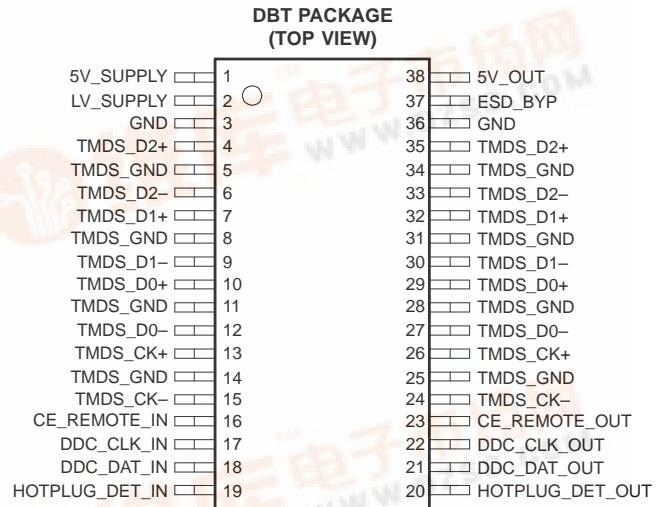 DBT PACKAGE
(TOP VIEW)
5V_SUPPLY 1 38 5V_OUT
LV_SUPPLY 2 37 ESD_BYP
GND 3 36 GND
TMDS_D2+ 4 35 TMDS_D2+
TMDS_GND 5 34 TMDS_GND
TMDS_D2– 6 33 TMDS_D2–
TMDS_D1+ 7 32 TMDS_D1+
TMDS_GND 8 31 TMDS_GND
TMDS_D1– 9 30 TMDS_D1–
TMDS_D0+ 10 29 TMDS_D0+
TMDS_GND 11 28 TMDS_GND
TMDS_D0– 12 27 TMDS_D0–
TMDS_CK+ 13 26 TMDS_CK+
TMDS_GND 14 25 TMDS_GND
TMDS_CK– 15 24 TMDS_CK–
CE_REMOTE_IN 16 23 CE_REMOTE_OUT
DDC_CLK_IN 17 22 DDC_CLK_OUT
DDC_DAT_IN 18 21 DDC_DAT_OUT
HOTPLUG_DET_IN 19 20 HOTPLUG_DET_OUT